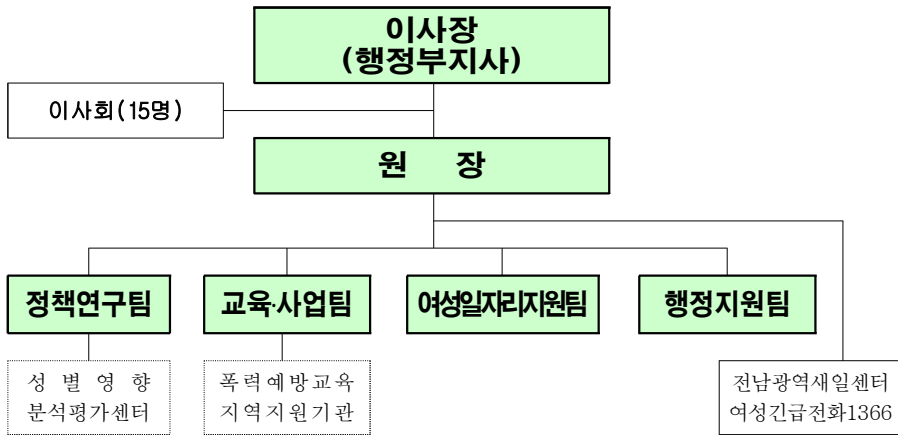 이사장
(행정부지사)
이사회(15명)
원 장
정책연구팀
교육·사업팀
여성일자리지원팀
행정지원팀
성 별 영 향
분석평가센터
폭력예방교육
지역지원기관
전남광역새일센터
여성긴급전화1366